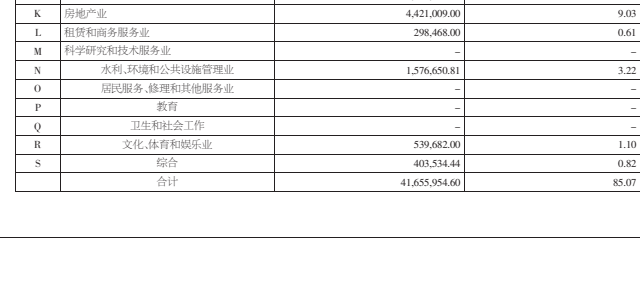 K 房地产业 4,421,009.00 9.03
L 租赁和商务服务业 298,468.00 0.61
M 科学研究和技术服务业 – –
N 水利、环境和公共设施管理业 1,576,650.81 3.22
O 居民服务、修理和其他服务业 – –
P 教育 – –
Q 卫生和社会工作 – –
R 文化、体育和娱乐业 539,682.00 1.10
S 综合 403,534.44 0.82
合计 41,655,954.60 85.07